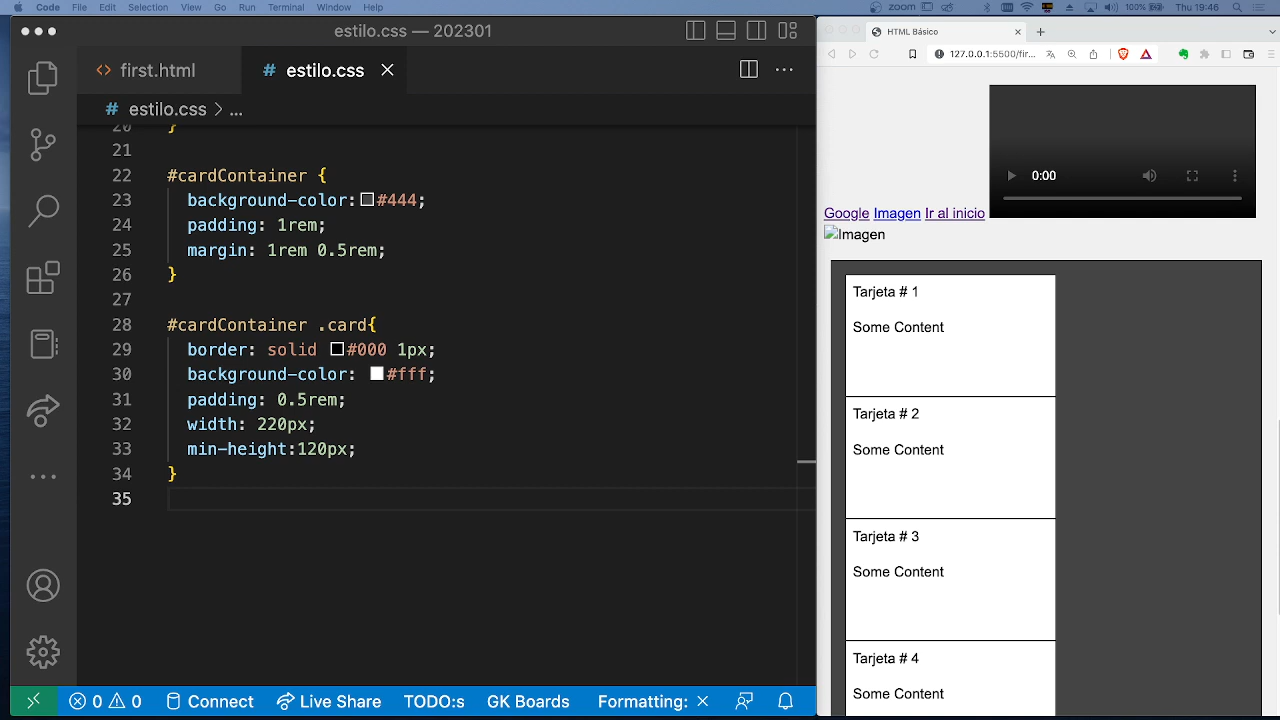 Code File Edit Selection View Go Run Terminal Window Help zoom 100% Thu 19:46
estilo.css — 202301
first.html
# estilo.css
# estilo.css > ...
20 }
21
22 #cardContainer {
23 background-color: #444;
24 padding: 1rem;
25 margin: 1rem 0.5rem;
26 }
27
28 #cardContainer .card{
29 border: solid #000 1px;
30 background-color: #fff;
31 padding: 0.5rem;
32 width: 220px;
33 min-height:120px;
34 }
35
0 0 Connect Live Share TODO:s GK Boards Formatting:
HTML Básico
127.0.0.1:5500/fir...
0:00
Google Imagen Ir al inicio
Imagen
Tarjeta # 1
Some Content
Tarjeta # 2
Some Content
Tarjeta # 3
Some Content
Tarjeta # 4
Some Content